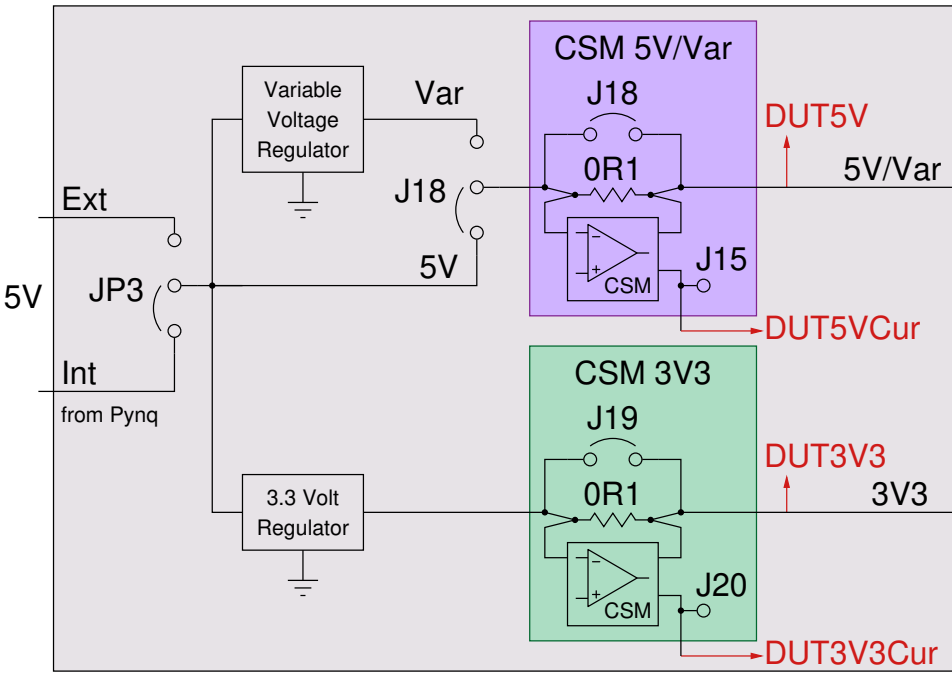 CSM 5V/Var
Variable
Voltage
Regulator
Var
J18
DUT5V
0R1
5V/Var
J18
Ext
−
+
CSM
J15
5V
JP3
5V
DUT5VCur
Int
from Pynq
CSM 3V3
J19
DUT3V3
0R1
3V3
3.3 Volt
Regulator
−
+
CSM
J20
DUT3V3Cur